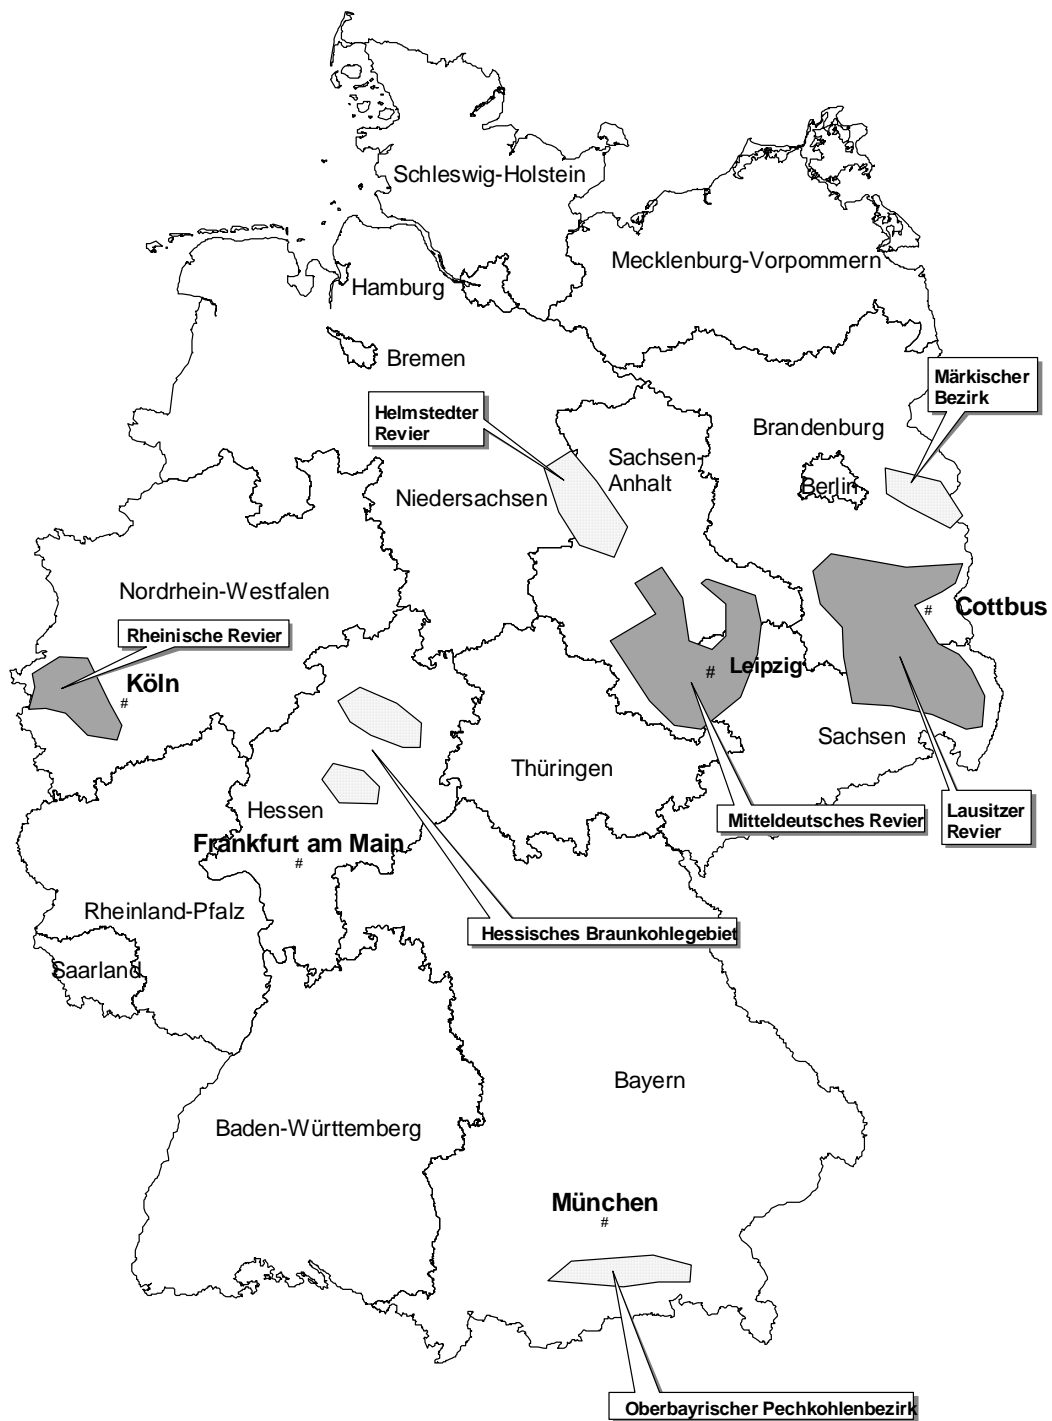 Schleswig-Holstein
Mecklenburg-Vorpommern
Hamburg
Bremen
Märkischer
Bezirk
Helmstedter
Revier
Brandenburg
Sachsen-
Anhalt
Berlin
Niedersachsen
Nordrhein-Westfalen
#
Cottbus
Rheinische Revier
Köln
#
Leipzig
#
Sachsen
Thüringen
Hessen
Mitteldeutsches Revier
Lausitzer
Revier
Frankfurt am Main
#
Rheinland-Pfalz
Hessisches Braunkohlegebiet
Saarland
Bayern
Baden-Württemberg
München
#
Oberbayrischer Pechkohlenbezirk